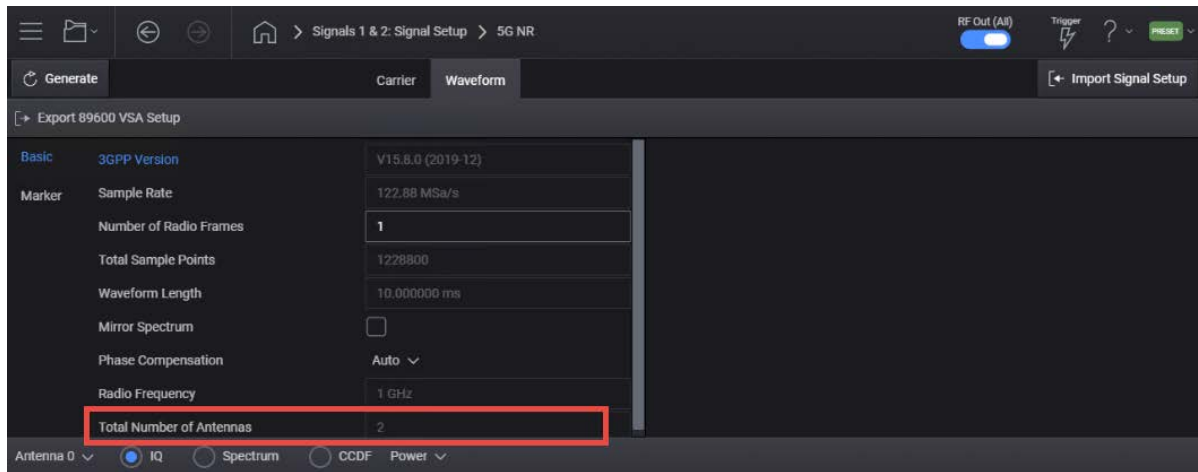 > Signals 1 & 2: Signal Setup > 5G NR RF Out (All) Trigger ? PRESET
Generate Carrier Waveform Import Signal Setup
Export 89600 VSA Setup
Basic 3GPP Version V15.8.0 (2019-12)
Marker Sample Rate 122.88 MSa/s
Number of Radio Frames 1
Total Sample Points 1228800
Waveform Length 10.000000 ms
Mirror Spectrum
Phase Compensation Auto
Radio Frequency 1 GHz
Total Number of Antennas 2
Antenna 0 IQ Spectrum CCDF Power